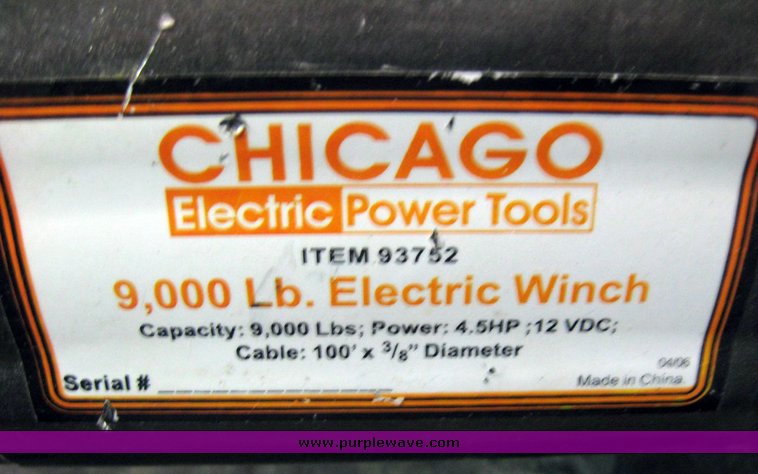 CHICAGO
Electric Power Tools
ITEM 93752
9,000 Lb. Electric Winch
Capacity: 9,000 Lbs; Power: 4.5HP ;12 VDC;
Cable: 100' x 3/8" Diameter
04/06
Serial # ____________________
Made in China
www.purplewave.com